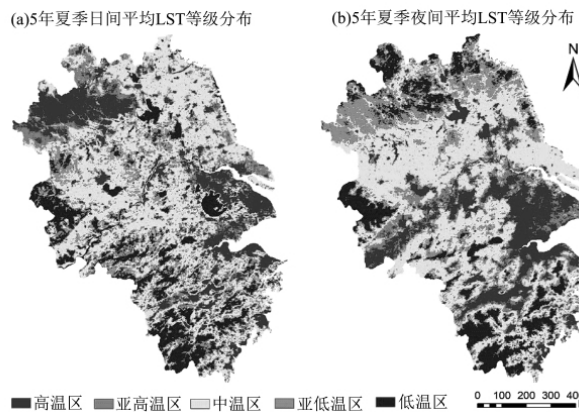 (a)5年夏季日间平均LST等级分布
(b)5年夏季夜间平均LST等级分布
N
高温区 亚高温区 中温区 亚低温区 低温区
0 100 200 300 40